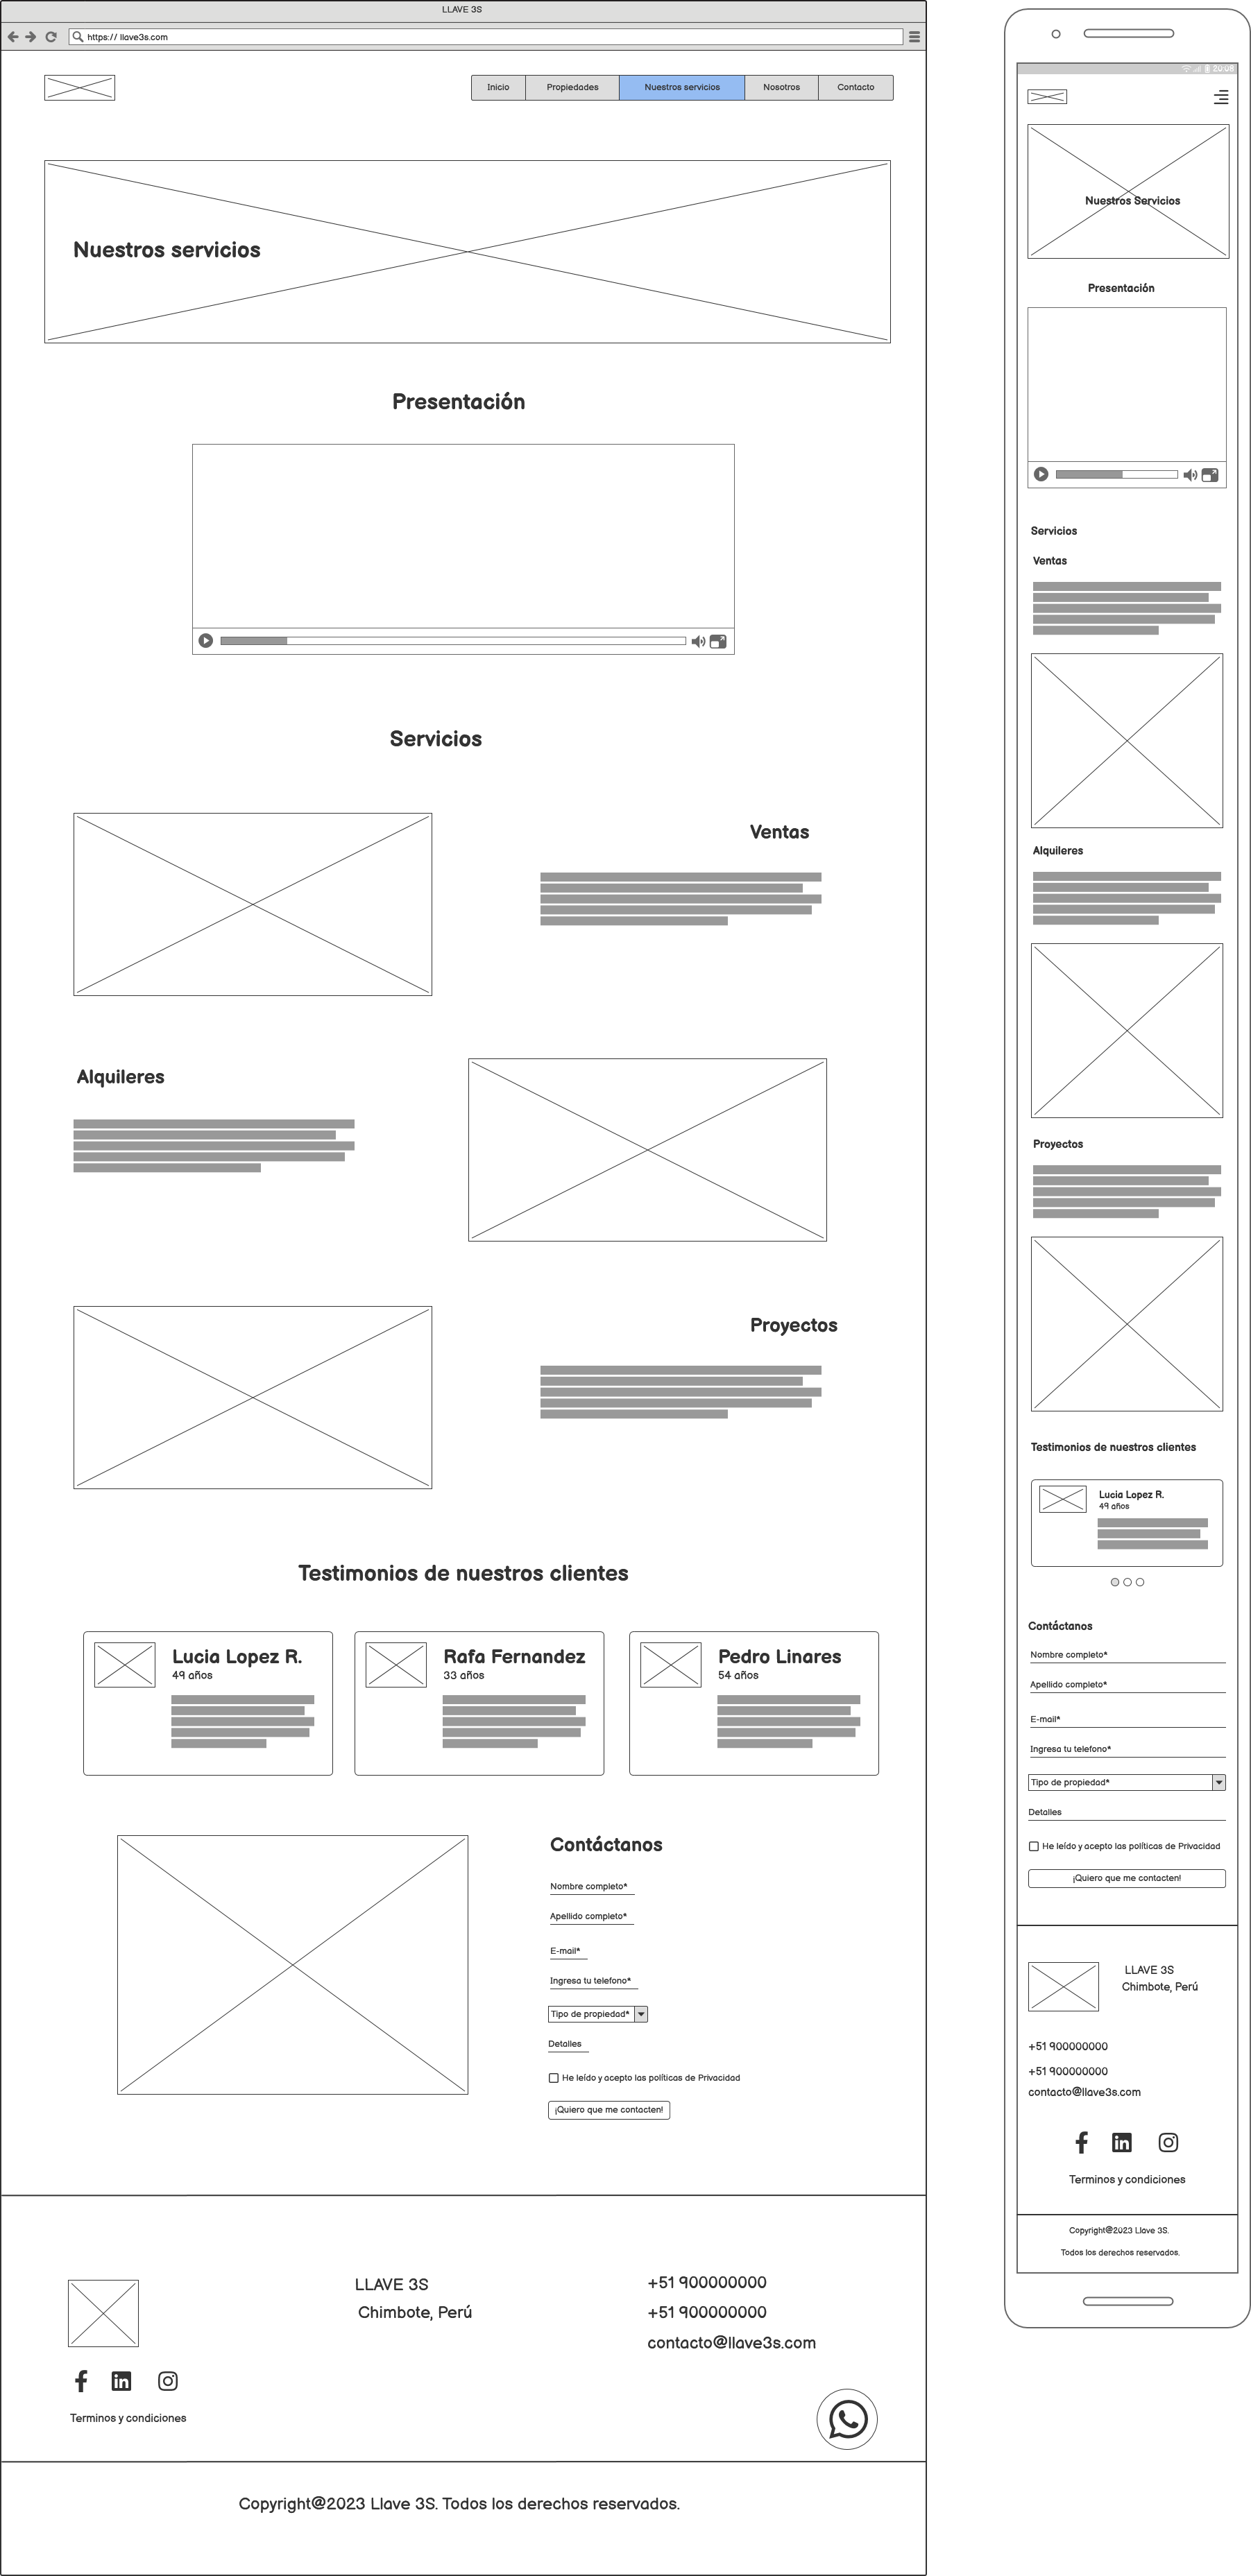 LLAVE 3S
https:// llave3s.com
Inicio
Propiedades
Nuestros servicios
Nosotros
Contacto
Nuestros servicios
Presentación
Servicios
Ventas
Alquileres
Proyectos
Testimonios de nuestros clientes
Lucia Lopez R.
49 años
Rafa Fernandez
33 años
Pedro Linares
54 años
Contáctanos
Nombre completo*
Apellido completo*
E-mail*
Ingresa tu telefono*
Tipo de propiedad*
Detalles
He leído y acepto las políticas de Privacidad
¡Quiero que me contacten!
LLAVE 3S
Chimbote, Perú
+51 900000000
+51 900000000
contacto@llave3s.com
Terminos y condiciones
Copyright@2023 Llave 3S. Todos los derechos reservados.
20:08
Nuestros Servicios
Presentación
Servicios
Ventas
Alquileres
Proyectos
Testimonios de nuestros clientes
Lucia Lopez R.
49 años
Contáctanos
Nombre completo*
Apellido completo*
E-mail*
Ingresa tu telefono*
Tipo de propiedad*
Detalles
He leído y acepto las políticas de Privacidad
¡Quiero que me contacten!
LLAVE 3S
Chimbote, Perú
+51 900000000
+51 900000000
contacto@llave3s.com
Terminos y condiciones
Copyright@2023 Llave 3S.
Todos los derechos reservados.